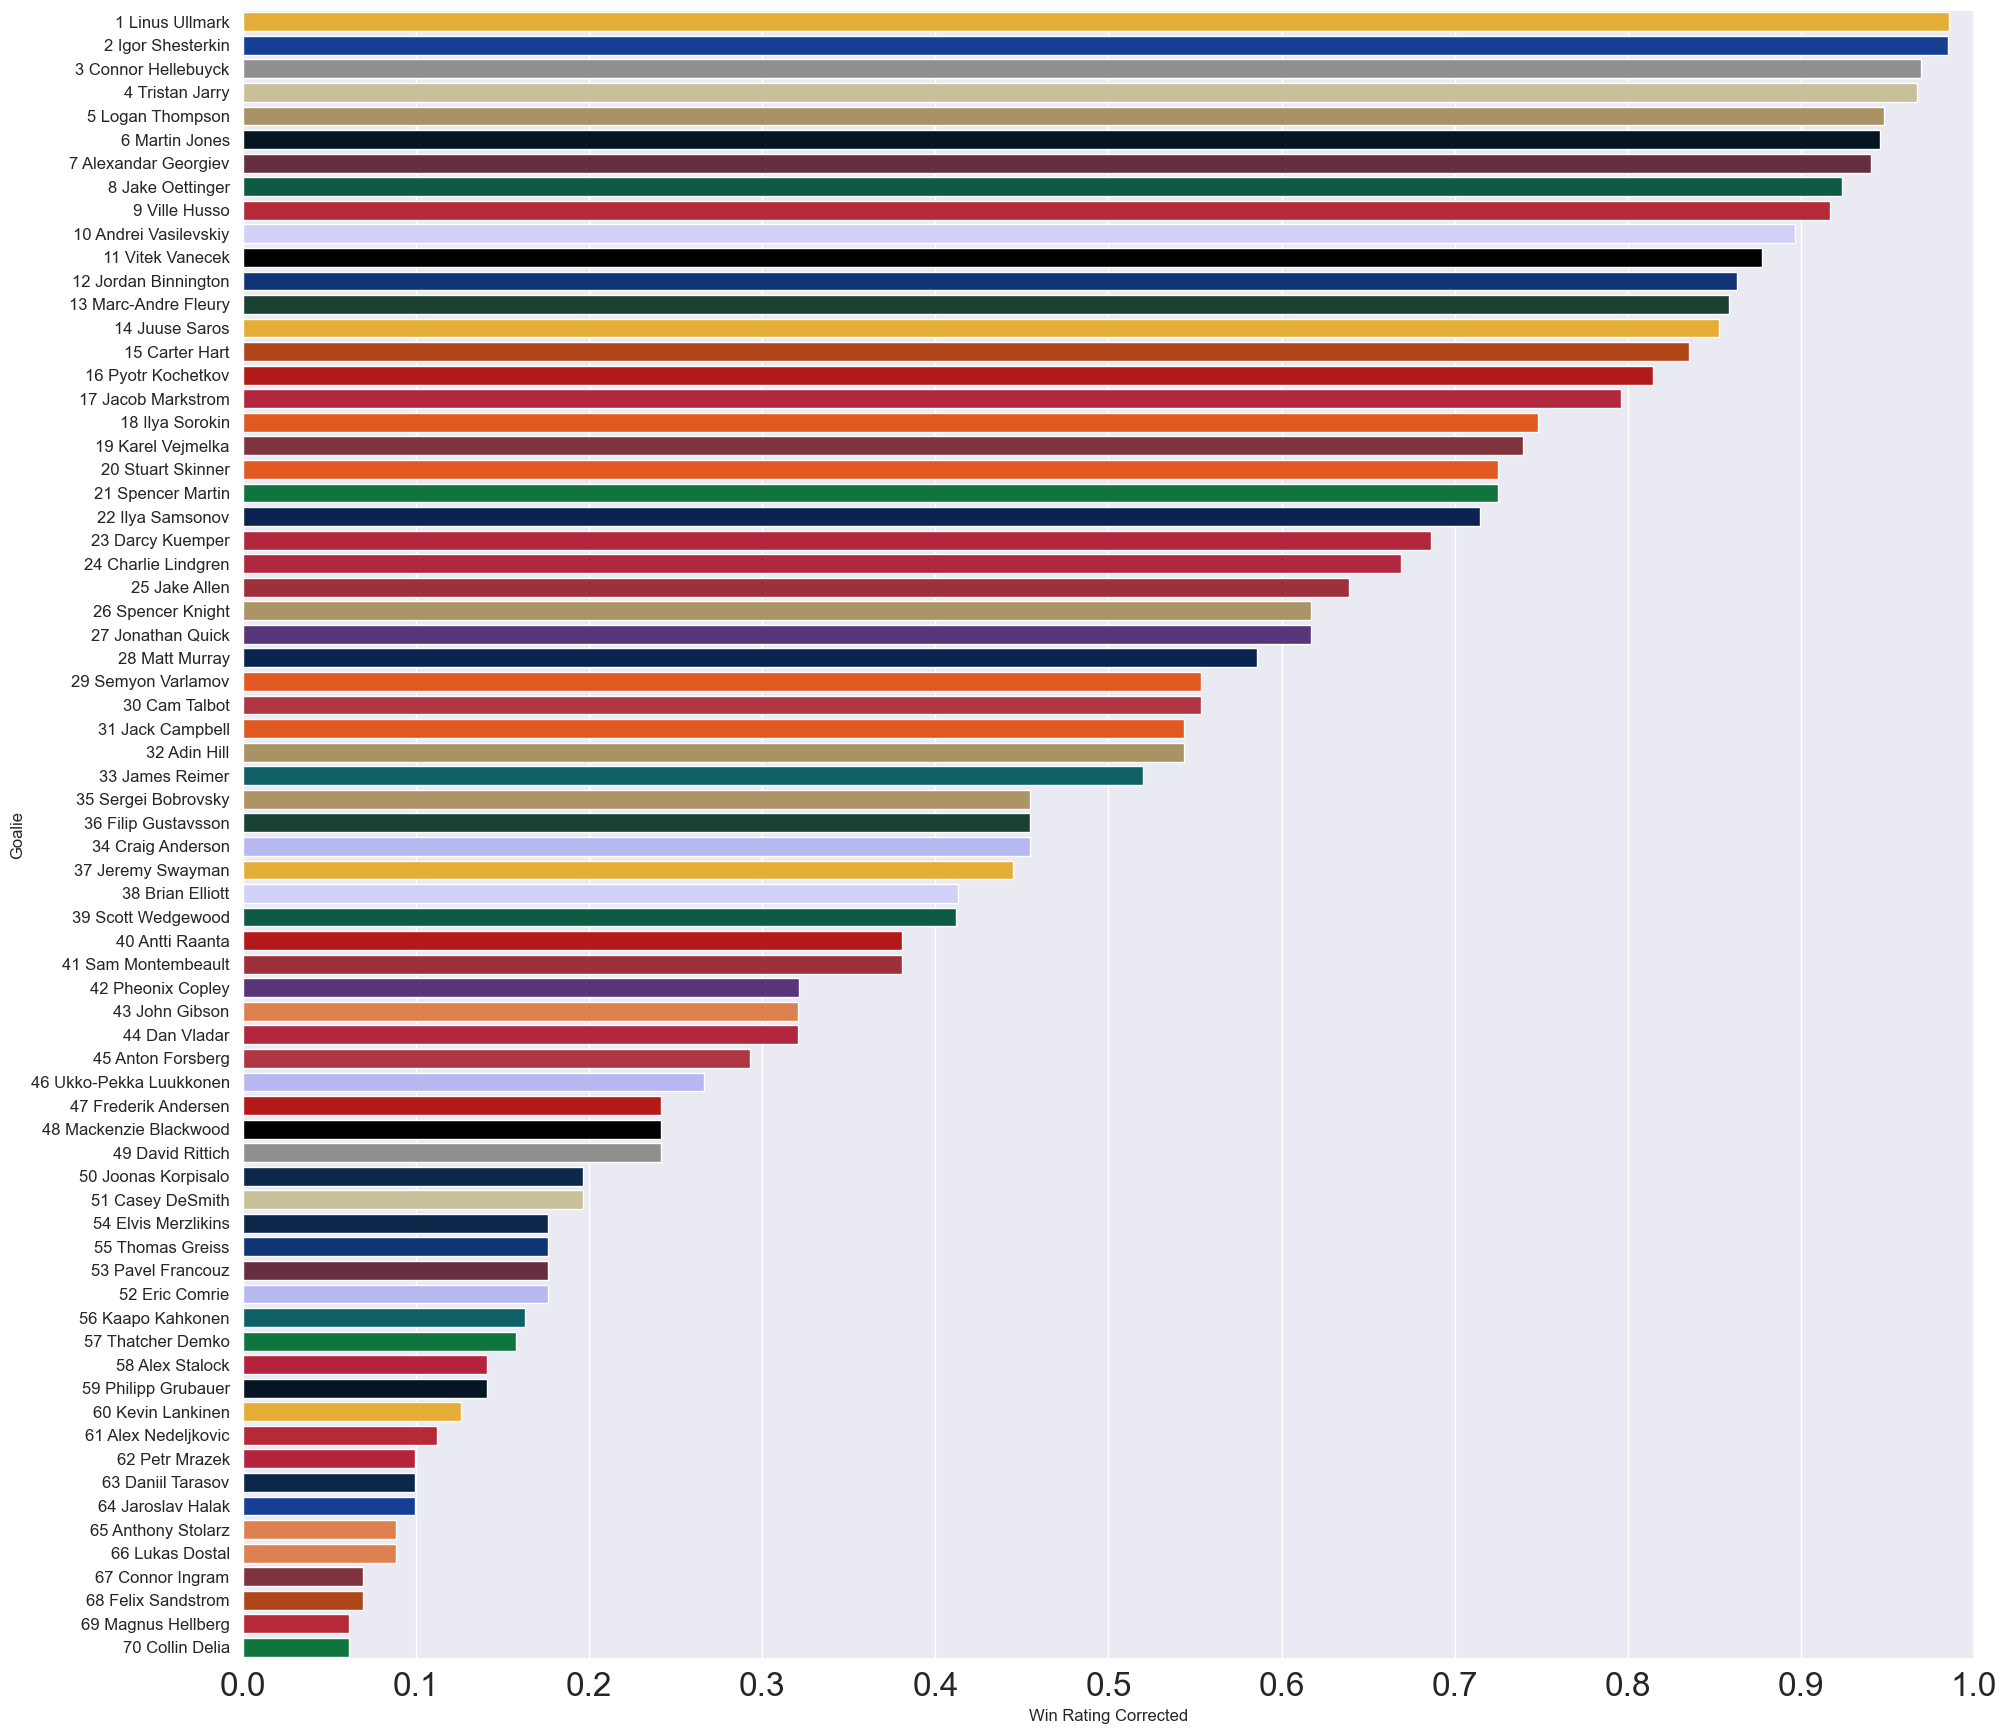 1 Linus Ullmark
2 Igor Shesterkin
3 Connor Hellebuyck
4 Tristan Jarry
5 Logan Thompson
6 Martin Jones
7 Alexandar Georgiev
8 Jake Oettinger
9 Ville Husso
10 Andrei Vasilevskiy
11 Vitek Vanecek
12 Jordan Binnington
13 Marc-Andre Fleury
14 Juuse Saros
15 Carter Hart
16 Pyotr Kochetkov
17 Jacob Markstrom
18 Ilya Sorokin
19 Karel Vejmelka
20 Stuart Skinner
21 Spencer Martin
22 Ilya Samsonov
23 Darcy Kuemper
24 Charlie Lindgren
25 Jake Allen
26 Spencer Knight
27 Jonathan Quick
28 Matt Murray
29 Semyon Varlamov
30 Cam Talbot
31 Jack Campbell
32 Adin Hill
33 James Reimer
35 Sergei Bobrovsky
36 Filip Gustavsson
34 Craig Anderson
37 Jeremy Swayman
38 Brian Elliott
39 Scott Wedgewood
40 Antti Raanta
41 Sam Montembeault
42 Pheonix Copley
43 John Gibson
44 Dan Vladar
45 Anton Forsberg
46 Ukko-Pekka Luukkonen
47 Frederik Andersen
48 Mackenzie Blackwood
49 David Rittich
50 Joonas Korpisalo
51 Casey DeSmith
54 Elvis Merzlikins
55 Thomas Greiss
53 Pavel Francouz
52 Eric Comrie
56 Kaapo Kahkonen
57 Thatcher Demko
58 Alex Stalock
59 Philipp Grubauer
60 Kevin Lankinen
61 Alex Nedeljkovic
62 Petr Mrazek
63 Daniil Tarasov
64 Jaroslav Halak
65 Anthony Stolarz
66 Lukas Dostal
67 Connor Ingram
68 Felix Sandstrom
69 Magnus Hellberg
70 Collin Delia
Goalie
0.0 0.1 0.2 0.3 0.4 0.5 0.6 0.7 0.8 0.9 1.0
Win Rating Corrected